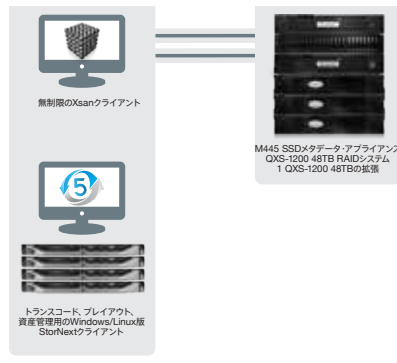 無制限のXsanクライアント
M445 SSDメタデータ・アプライアンス
QXS-1200 48TB RAIDシステム
1 QXS-1200 48TBの拡張
5
トランスコード、プレイアウト、
資産管理用のWindows/Linux版
StorNextクライアント